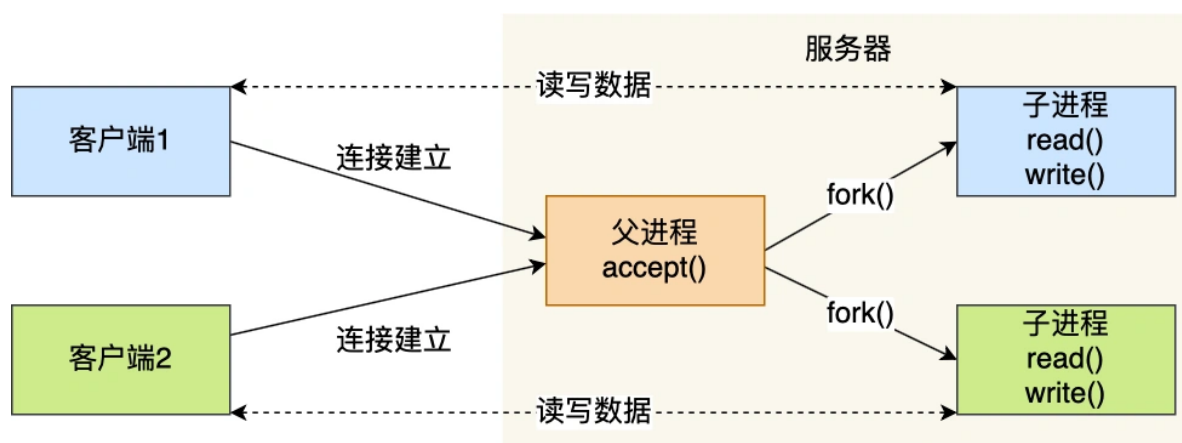 服务器
读写数据
客户端1
子进程
read()
write()
连接建立
fork()
父进程
accept()
fork()
连接建立
客户端2
子进程
read()
write()
读写数据